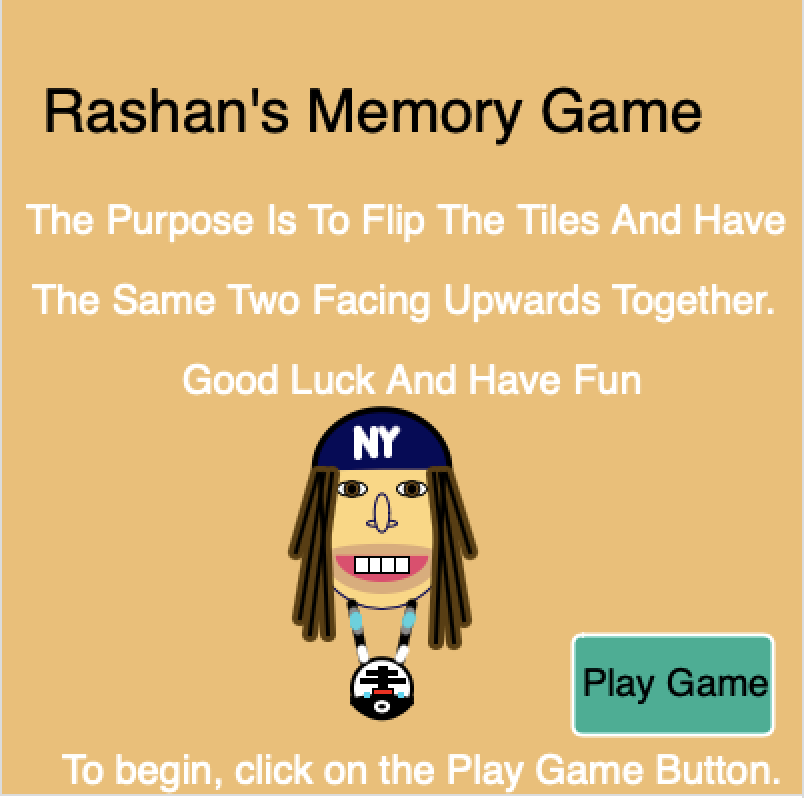 Rashan's Memory Game
The Purpose Is To Flip The Tiles And Have
The Same Two Facing Upwards Together.
Good Luck And Have Fun
NY
Play Game
To begin, click on the Play Game Button.